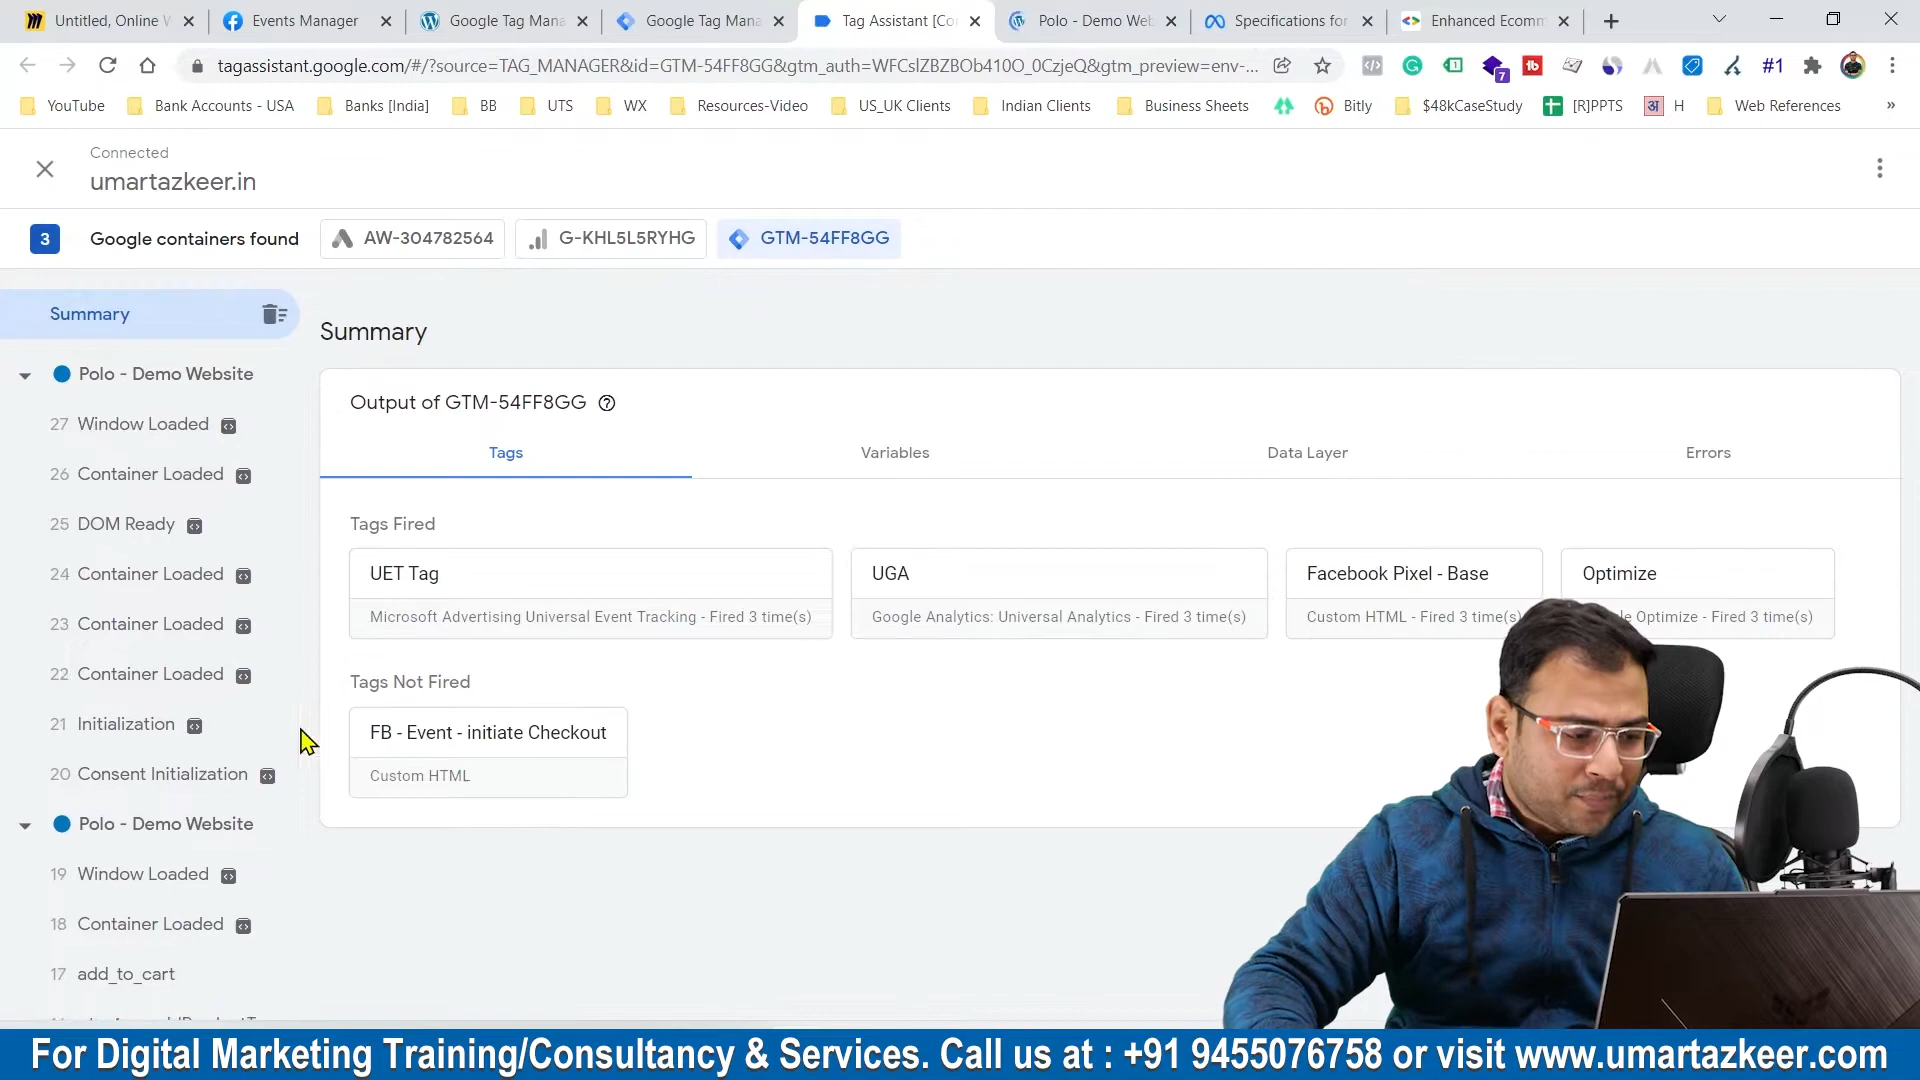 Untitled, Online W
Events Manager
Google Tag Mana
Google Tag Mana
Tag Assistant [Co
Polo - Demo Web
Specifications for
Enhanced Ecomm
tagassistant.google.com/#/?source=TAG_MANAGER&id=GTM-54FF8GG&gtm_auth=WFCslZBZBOb410O_0CzjeQ&gtm_preview=env-...
7
#1
YouTube
Bank Accounts - USA
Banks [India]
BB
UTS
WX
Resources-Video
US_UK Clients
Indian Clients
Business Sheets
Bitly
$48kCaseStudy
[R]PPTS
अ
H
Web References
»
Connected
umartazkeer.in
3
Google containers found
AW-304782564
G-KHL5L5RYHG
GTM-54FF8GG
Summary
Polo - Demo Website
27 Window Loaded
26 Container Loaded
25 DOM Ready
24 Container Loaded
23 Container Loaded
22 Container Loaded
21 Initialization
20 Consent Initialization
Polo - Demo Website
19 Window Loaded
18 Container Loaded
17 add_to_cart
Summary
Output of GTM-54FF8GG
Tags
Variables
Data Layer
Errors
Tags Fired
UET Tag
Microsoft Advertising Universal Event Tracking - Fired 3 time(s)
UGA
Google Analytics: Universal Analytics - Fired 3 time(s)
Facebook Pixel - Base
Custom HTML - Fired 3 time(s)
Optimize
Optimize - Fired 3 time(s)
Tags Not Fired
FB - Event - initiate Checkout
Custom HTML
For Digital Marketing Training/Consultancy & Services. Call us at : +91 9455076758 or visit www.umartazkeer.com